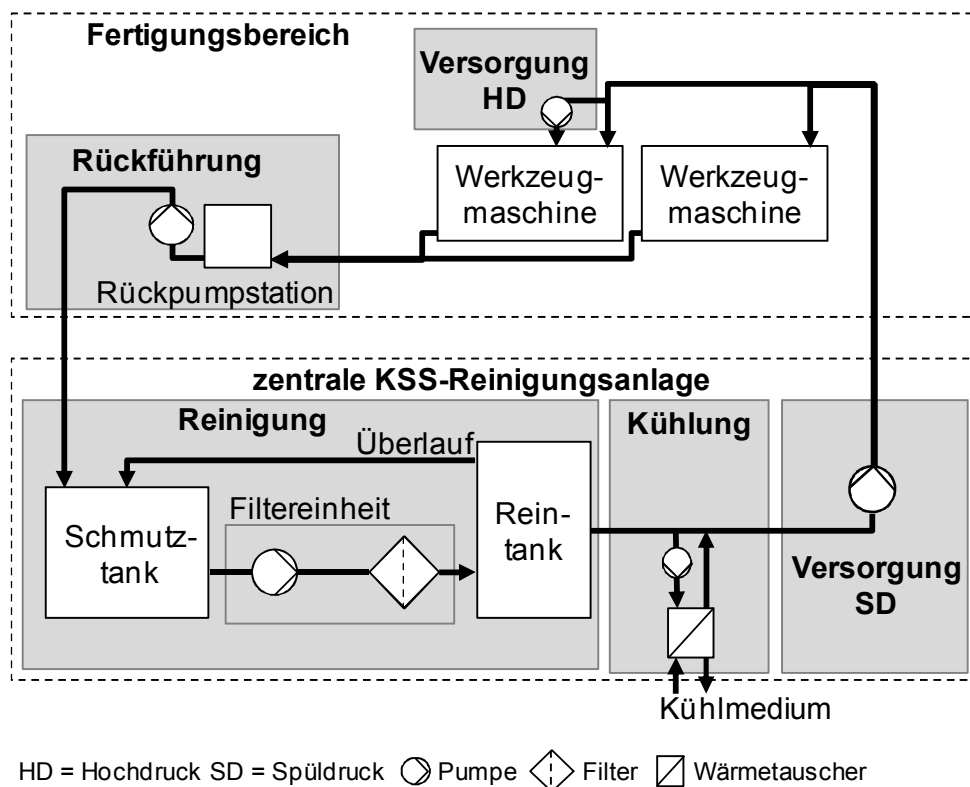 Fertigungsbereich
Versorgung
HD
Rückführung
Werkzeug-
maschine
Werkzeug-
maschine
Rückpumpstation
zentrale KSS-Reinigungsanlage
Reinigung
Kühlung
Überlauf
Filtereinheit
Schmutz-
tank
Rein-
tank
Versorgung
SD
Kühlmedium
HD = Hochdruck SD = Spüldruck Pumpe Filter Wärmetauscher